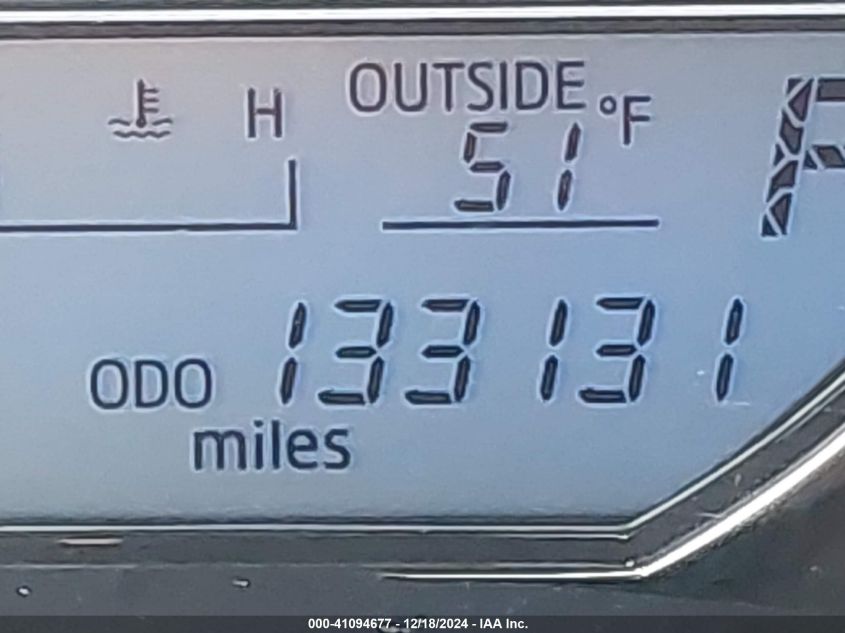 H
OUTSIDE
51 °F
P
ODO 133131
miles
000-41094677 - 12/18/2024 - IAA Inc.